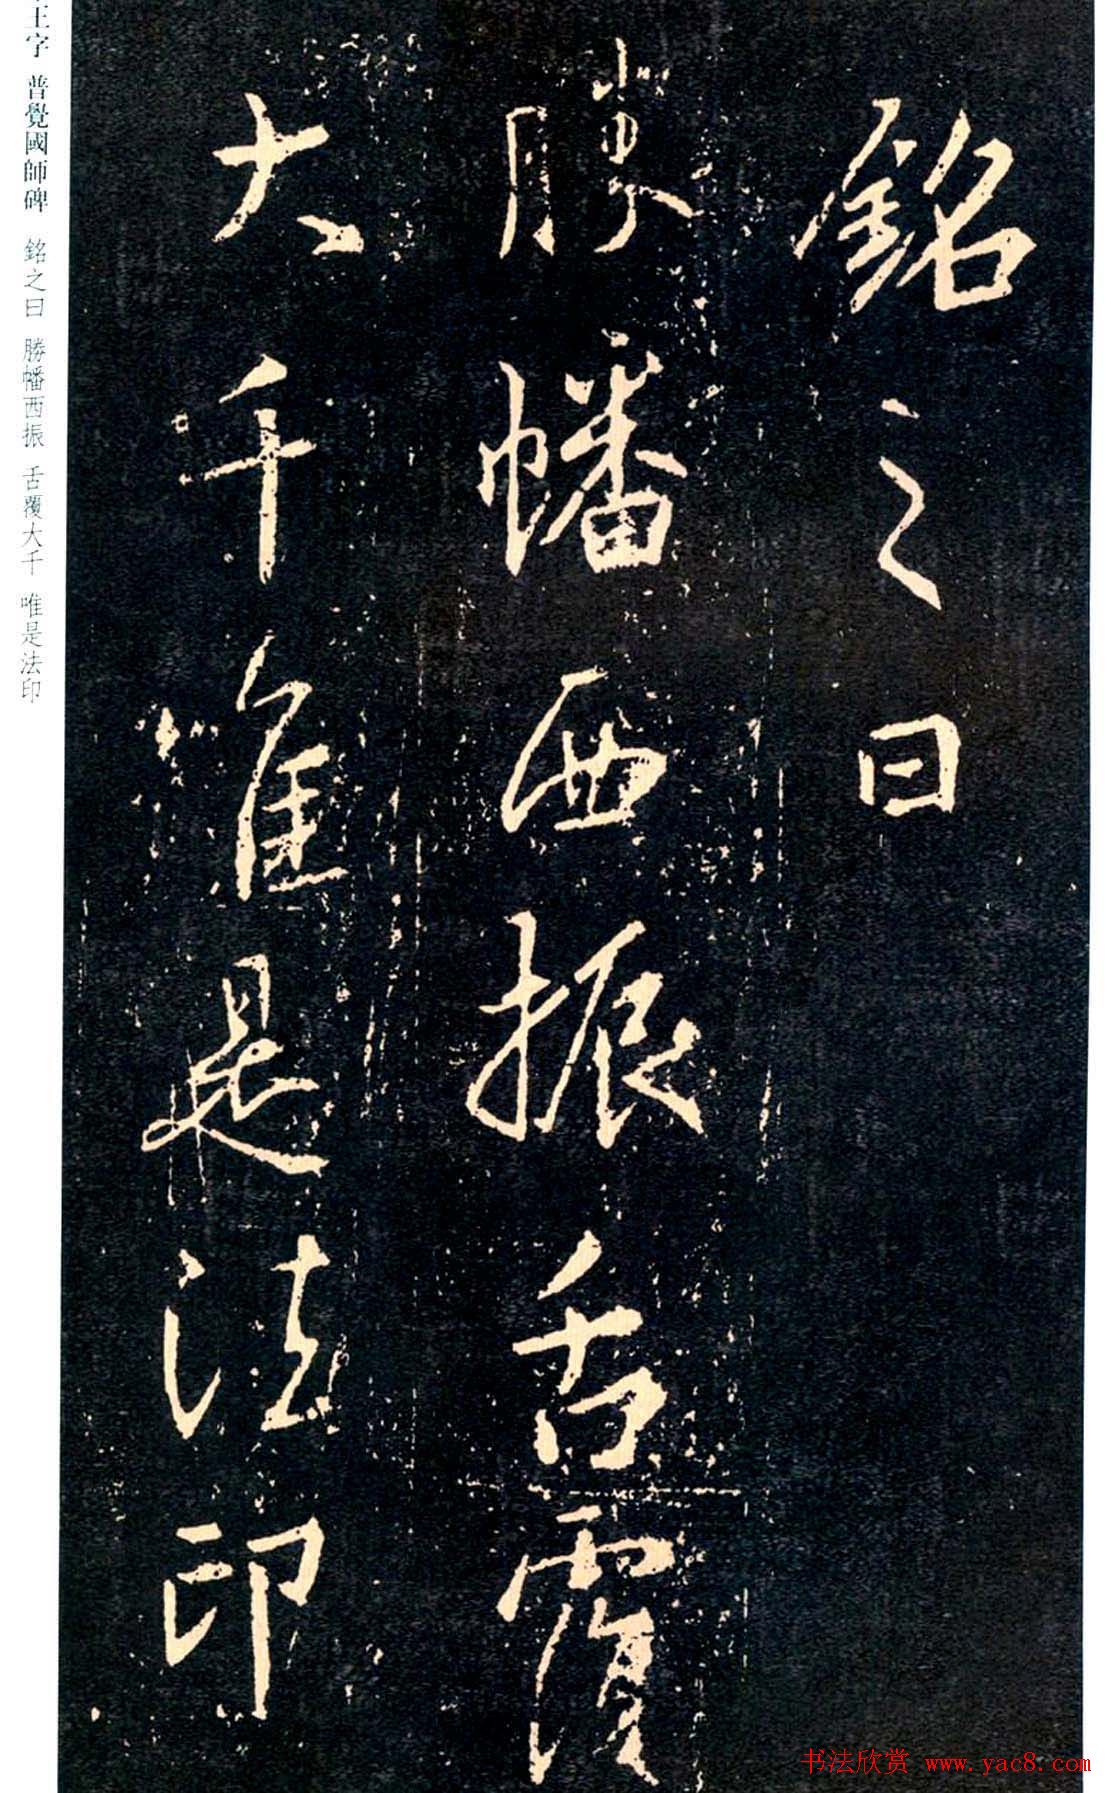 銘之曰
勝幡西振舌覆
大千唯是法印
王字 普覺國師碑 銘之曰 勝幡西振 舌覆大千 唯是法印
书法欣赏 www.yac8.com